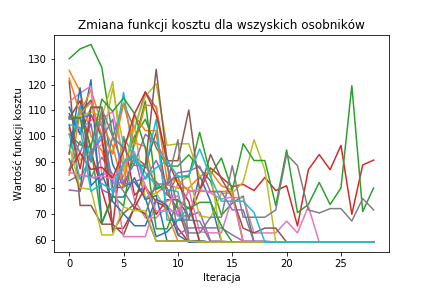 Zmiana funkcji kosztu dla wszyskich osobników
Wartość funkcji kosztu
130
120
110
100
90
80
70
60
0 5 10 15 20 25
Iteracja